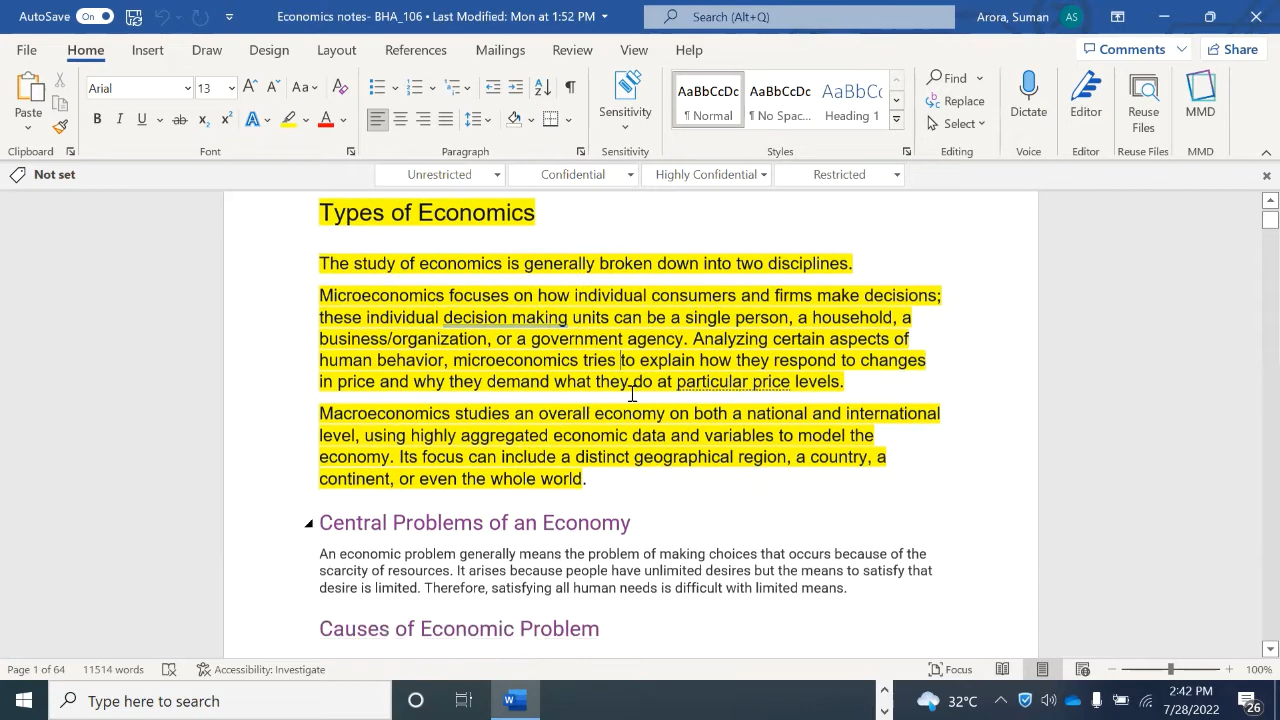 AutoSave On Economics notes- BHA_106 • Last Modified: Mon at 1:52 PM Search (Alt+Q) Arora, Suman AS
File Home Insert Draw Design Layout References Mailings Review View Help Comments Share
Paste Arial 13 Aa Sensitivity AaBbCcDc AaBbCcDc AaBbCc Find Replace Select Dictate Editor Reuse Files MMD
¶ Normal ¶ No Spac... Heading 1
Clipboard Font Paragraph Sensitivity Styles Editing Voice Editor Reuse Files MMD
Not set Unrestricted Confidential Highly Confidential Restricted
Types of Economics
The study of economics is generally broken down into two disciplines.
Microeconomics focuses on how individual consumers and firms make decisions;
these individual decision making units can be a single person, a household, a
business/organization, or a government agency. Analyzing certain aspects of
human behavior, microeconomics tries to explain how they respond to changes
in price and why they demand what they do at particular price levels.
Macroeconomics studies an overall economy on both a national and international
level, using highly aggregated economic data and variables to model the
economy. Its focus can include a distinct geographical region, a country, a
continent, or even the whole world.
Central Problems of an Economy
An economic problem generally means the problem of making choices that occurs because of the
scarcity of resources. It arises because people have unlimited desires but the means to satisfy that
desire is limited. Therefore, satisfying all human needs is difficult with limited means.
Causes of Economic Problem
Page 1 of 64 11514 words Accessibility: Investigate Focus 100%
Type here to search 32°C 2:42 PM
7/28/2022 26